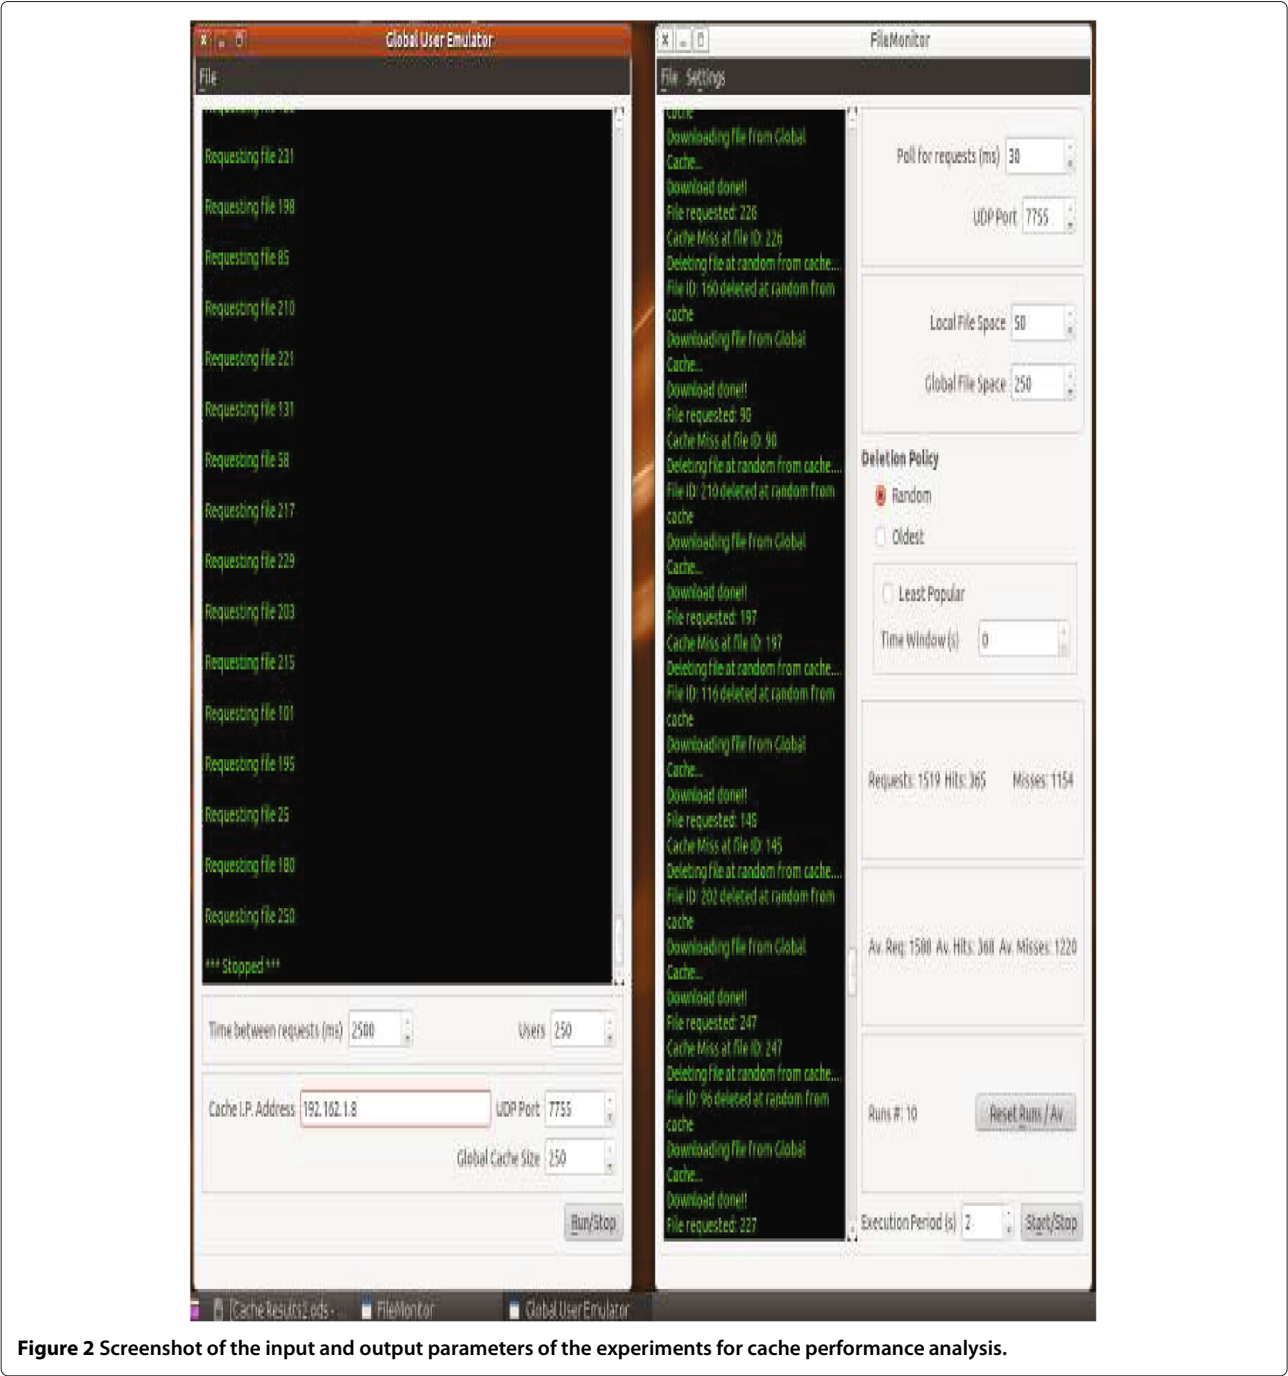 Global User Emulator
File
Requesting file 231
Requesting file 198
Requesting file 85
Requesting file 210
Requesting file 221
Requesting file 131
Requesting file 58
Requesting file 217
Requesting file 229
Requesting file 203
Requesting file 215
Requesting file 101
Requesting file 195
Requesting file 25
Requesting file 180
Requesting file 250
*** Stopped ***
Time between requests (ms) 2500 Users 250
Cache I.P. Address 192.162.1.8 UDP Port 7755
Global Cache Size 250
Run/Stop
FileMonitor
File Settings
cache
Downloading file from Global
Cache...
Download done!!
File requested: 226
Cache Miss at file ID: 226
Deleting file at random from cache....
File ID: 160 deleted at random from
cache
Downloading file from Global
Cache...
Download done!!
File requested: 90
Cache Miss at file ID: 90
Deleting file at random from cache....
File ID: 210 deleted at random from
cache
Downloading file from Global
Cache...
Download done!!
File requested: 197
Cache Miss at file ID: 197
Deleting file at random from cache....
File ID: 116 deleted at random from
cache
Downloading file from Global
Cache...
Download done!!
File requested: 145
Cache Miss at file ID: 145
Deleting file at random from cache....
File ID: 202 deleted at random from
cache
Downloading file from Global
Cache...
Download done!!
File requested: 247
Cache Miss at file ID: 247
Deleting file at random from cache....
File ID: 96 deleted at random from
cache
Downloading file from Global
Cache...
Download done!!
File requested: 227
Poll for requests (ms) 30
UDP Port 7755
Local File Space 50
Global File Space 250
Deletion Policy
Random
Oldest
Least Popular
Time Window (s) 0
Requests: 1519 Hits: 365 Misses: 1154
Av. Req: 1580 Av. Hits: 360 Av. Misses: 1220
Runs #: 10 Reset Runs / Av
Execution Period (s) 2 Start/Stop
[Cache Results2.ods - ... FileMonitor Global User Emulator
Figure 2 Screenshot of the input and output parameters of the experiments for cache performance analysis.